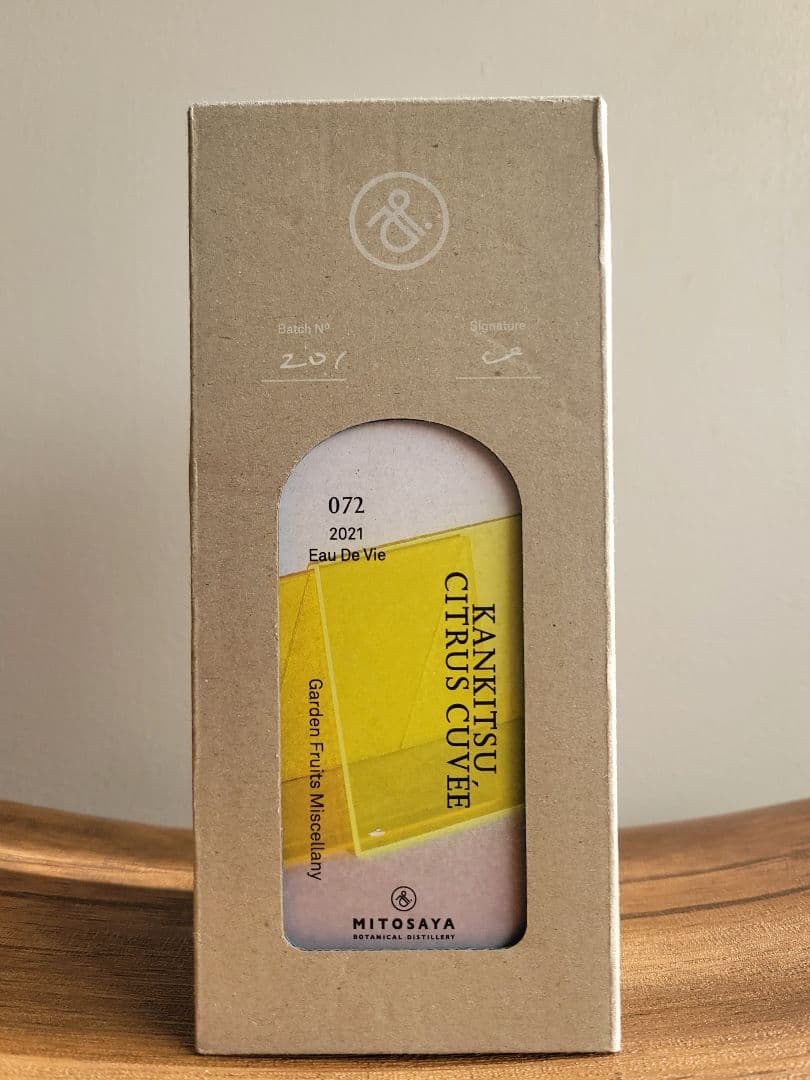 Batch Nº
201
Signature
072
2021
Eau De Vie
KANKITSU
CITRUS CUVÉE
Garden Fruits Miscellany
MITOSAYA
BOTANICAL DISTILLERY